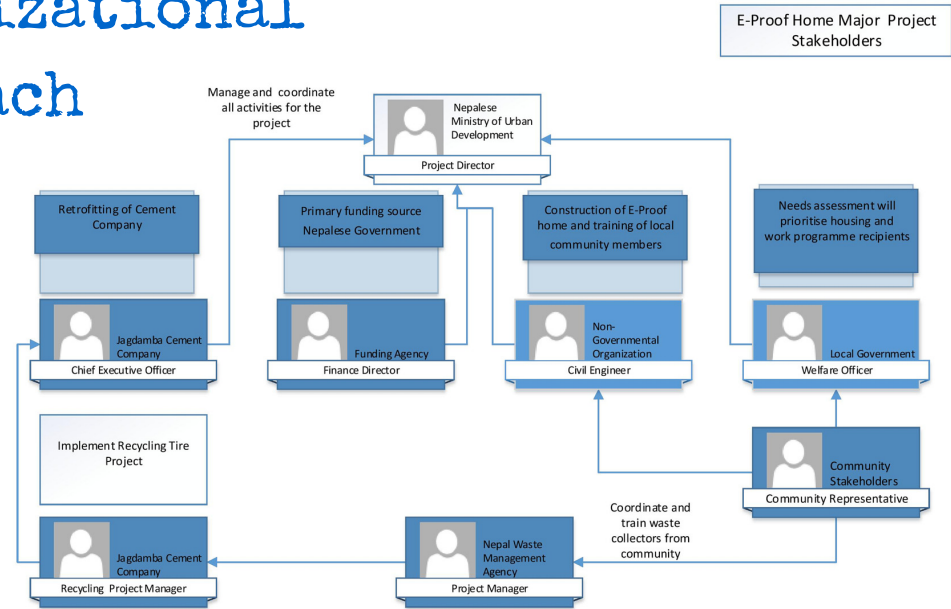 izational
ach
E-Proof Home Major Project
Stakeholders
Manage and coordinate
all activities for the
project
Nepalese
Ministry of Urban
Development
Project Director
Retrofitting of Cement
Company
Primary funding source
Nepalese Government
Construction of E-Proof
home and training of local
community members
Needs assessment will
prioritise housing and
work programme recipients
Jagdamba Cement
Company
Chief Executive Officer
Funding Agency
Finance Director
Non-
Governmental
Organization
Civil Engineer
Local Government
Welfare Officer
Implement Recycling Tire
Project
Community
Stakeholders
Community Representative
Coordinate and
train waste
collectors from
community
Jagdamba Cement
Company
Recycling Project Manager
Nepal Waste
Management
Agency
Project Manager